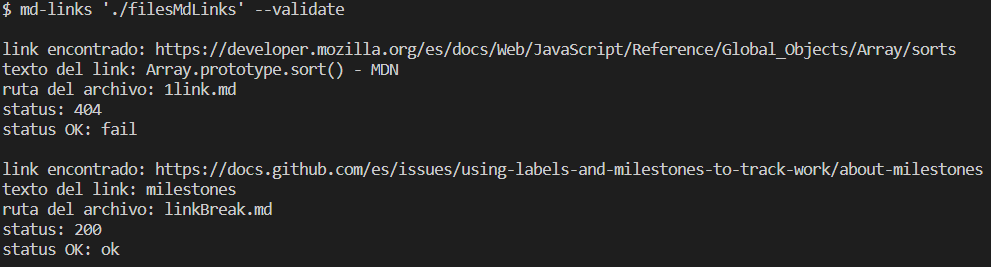 $ md-links './filesMdLinks' --validate
link encontrado: https://developer.mozilla.org/es/docs/Web/JavaScript/Reference/Global_Objects/Array/sorts
texto del link: Array.prototype.sort() - MDN
ruta del archivo: 1link.md
status: 404
status OK: fail
link encontrado: https://docs.github.com/es/issues/using-labels-and-milestones-to-track-work/about-milestones
texto del link: milestones
ruta del archivo: linkBreak.md
status: 200
status OK: ok